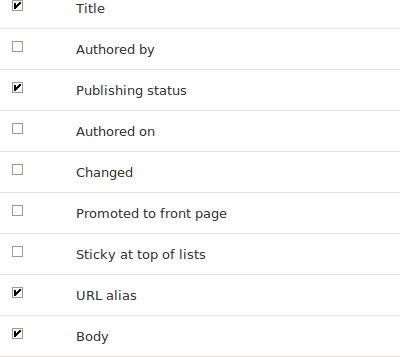 Title
Authored by
Publishing status
Authored on
Changed
Promoted to front page
Sticky at top of lists
URL alias
Body